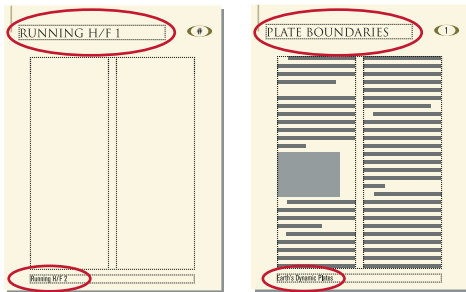 RUNNING H/F 1
#
Running H/F 2
PLATE BOUNDARIES
1
Earth's Dynamic Plates